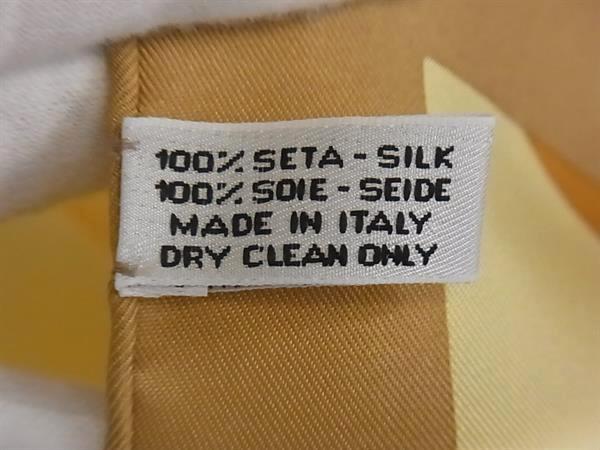 100% SETA - SILK
100% SOIE - SEIDE
MADE IN ITALY
DRY CLEAN ONLY